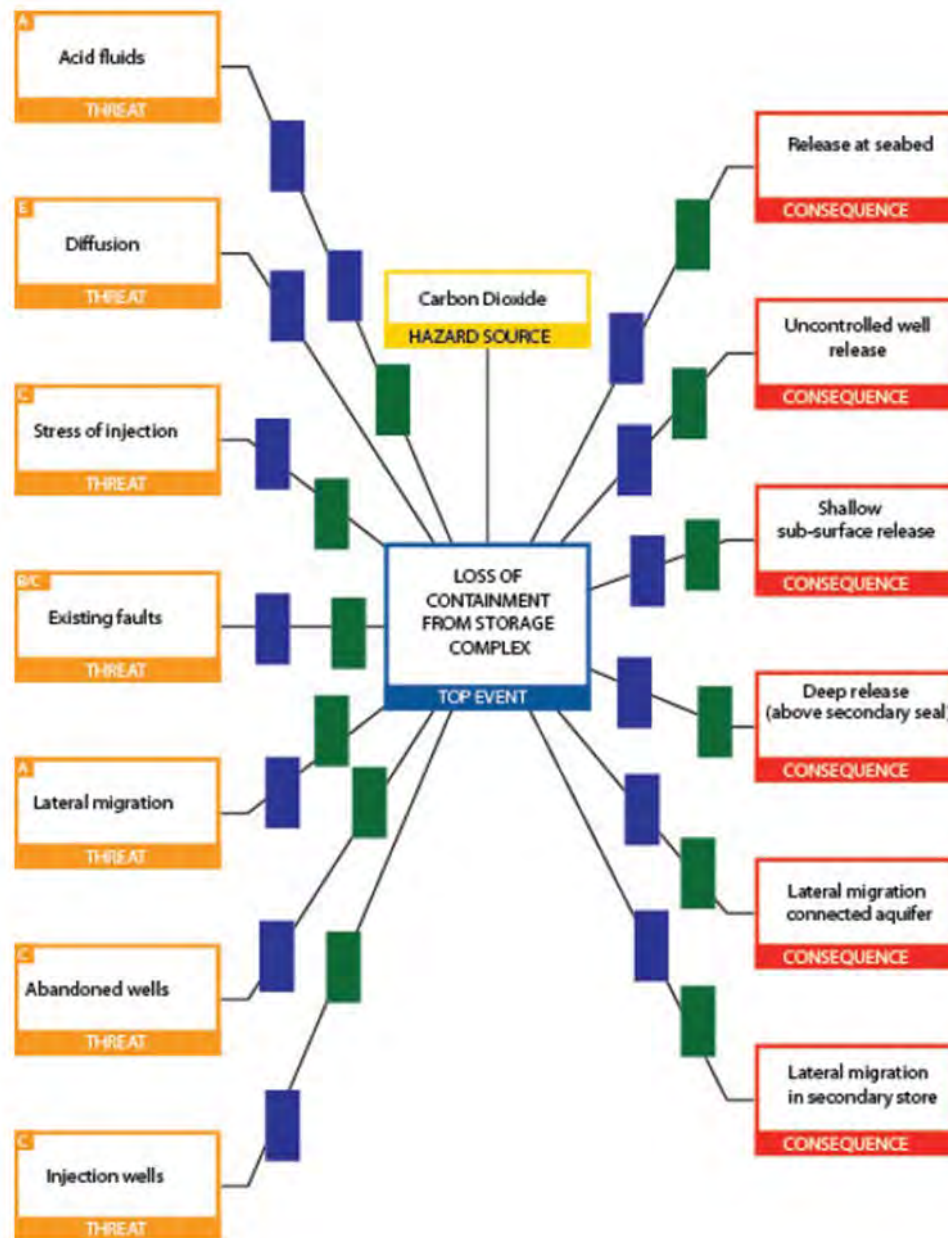 A
Acid fluids
THREAT
E
Diffusion
THREAT
C
Stress of injection
THREAT
B/C
Existing faults
THREAT
A
Lateral migration
THREAT
C
Abandoned wells
THREAT
C
Injection wells
THREAT
Carbon Dioxide
HAZARD SOURCE
LOSS OF
CONTAINMENT
FROM STORAGE
COMPLEX
TOP EVENT
Release at seabed
CONSEQUENCE
Uncontrolled well
release
CONSEQUENCE
Shallow
sub-surface release
CONSEQUENCE
Deep release
(above secondary seal)
CONSEQUENCE
Lateral migration
connected aquifer
CONSEQUENCE
Lateral migration
in secondary store
CONSEQUENCE